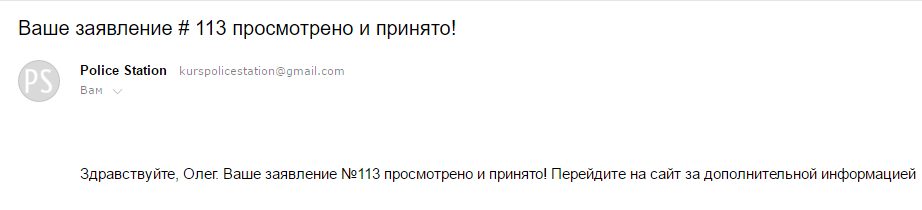 Ваше заявление # 113 просмотрено и принято!
PS
Police Station kurspolicestation@gmail.com
Вам
Здравствуйте, Олег. Ваше заявление №113 просмотрено и принято! Перейдите на сайт за дополнительной информацией